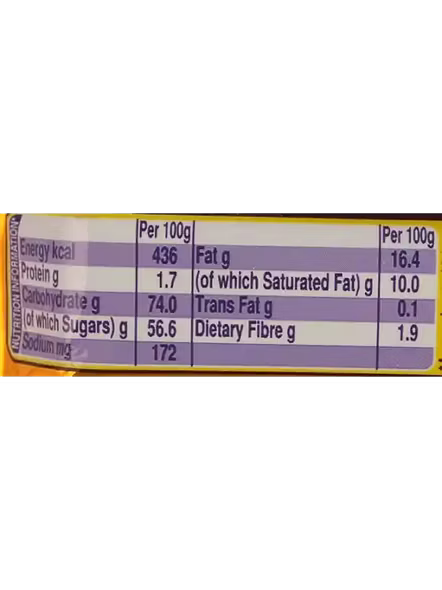 NUTRITION INFORMATION*
Per 100g Per 100g
Energy kcal 436 Fat g 16.4
Protein g 1.7 (of which Saturated Fat) g 10.0
Carbohydrate g 74.0 Trans Fat g 0.1
(of which Sugars) g 56.6 Dietary Fibre g 1.9
Sodium mg 172